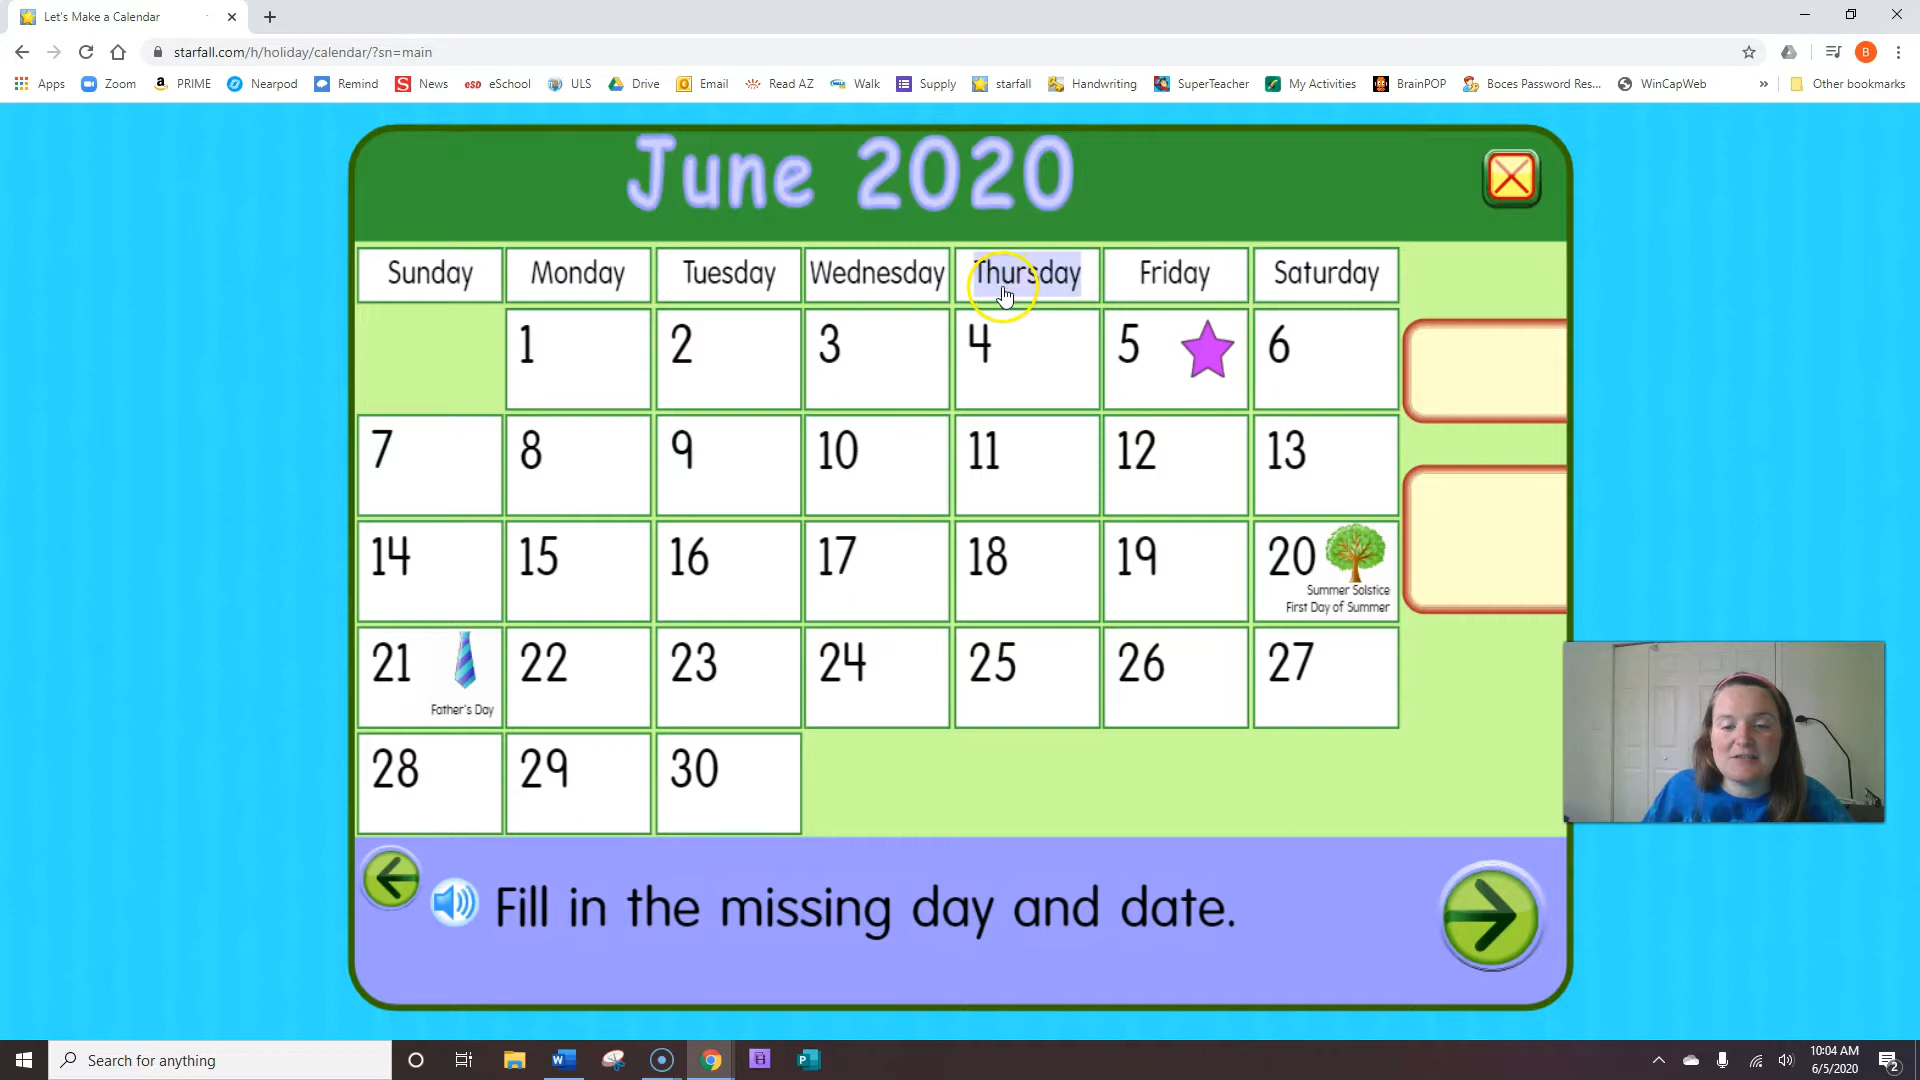 Let's Make a Calendar
starfall.com/h/holiday/calendar/?sn=main
B
Apps Zoom PRIME Nearpod Remind News eSchool ULS Drive Email Read AZ Walk Supply starfall Handwriting SuperTeacher My Activities BrainPOP Boces Password Res... WinCapWeb » Other bookmarks
June 2020
Sunday Monday Tuesday Wednesday Thursday Friday Saturday
1 2 3 4 5 6
7 8 9 10 11 12 13
14 15 16 17 18 19 20
Summer Solstice
First Day of Summer
21 22 23 24 25 26 27
Father's Day
28 29 30
Fill in the missing day and date.
Search for anything
10:04 AM
6/5/2020
2